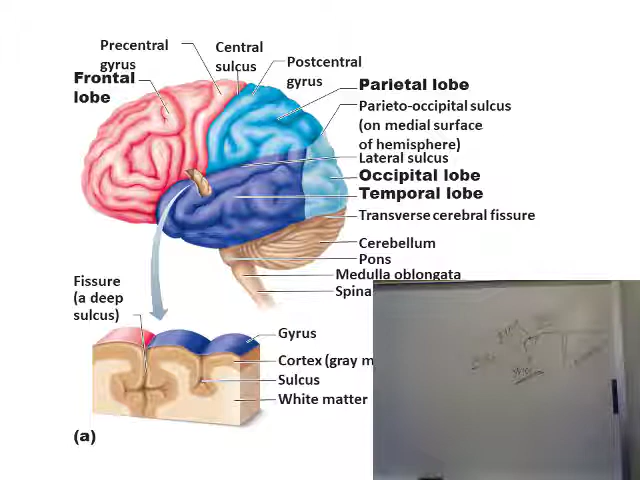 Precentral
gyrus
Central
sulcus
Postcentral
gyrus
Frontal
lobe
Parietal lobe
Parieto-occipital sulcus
(on medial surface
of hemisphere)
Lateral sulcus
Occipital lobe
Temporal lobe
Transverse cerebral fissure
Cerebellum
Pons
Medulla oblongata
Spina
Fissure
(a deep
sulcus)
Gyrus
Cortex (gray m
Sulcus
White matter
(a)